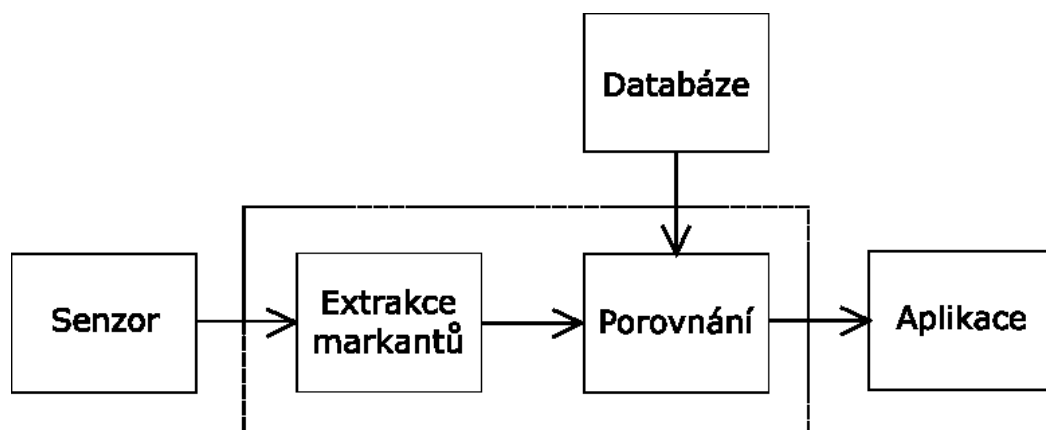 Databáze
Senzor
Extrakce
markantů
Porovnání
Aplikace